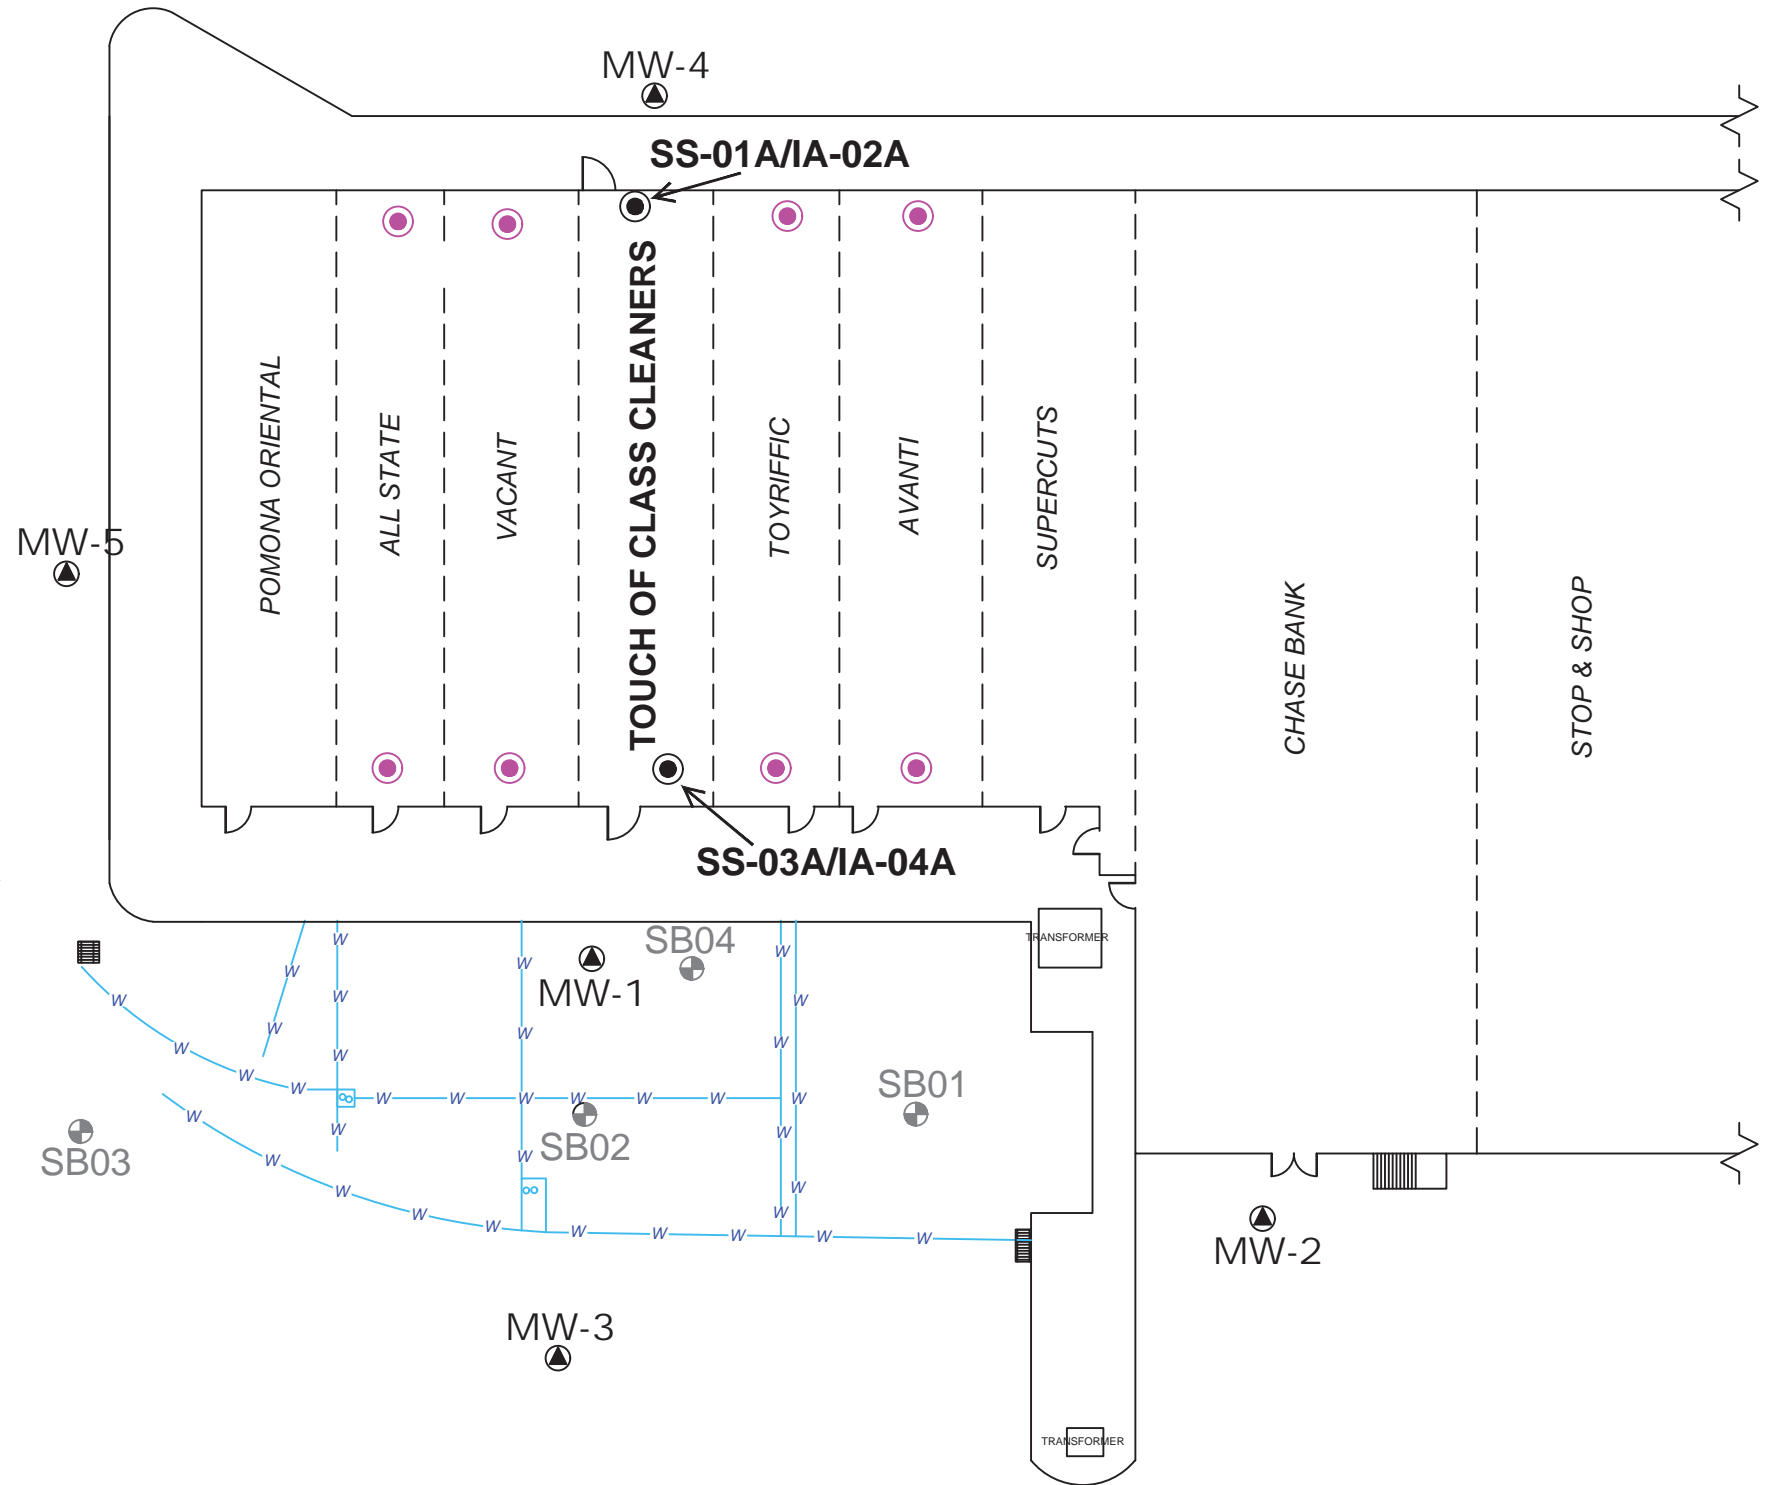 MW-4
SS-01A/IA-02A
MW-5
POMONA ORIENTAL
ALL STATE
VACANT
TOUCH OF CLASS CLEANERS
TOYRIFFIC
AVANTI
SUPERCUTS
CHASE BANK
STOP & SHOP
SS-03A/IA-04A
TRANSFORMER
SB04
MW-1
W W W W W
W W W W W
W W W W W
W W W W W
W W W W W
W W W W W
W W W W W
W W W W W
SB01
SB02
SB03
MW-2
MW-3
TRANSFORMER